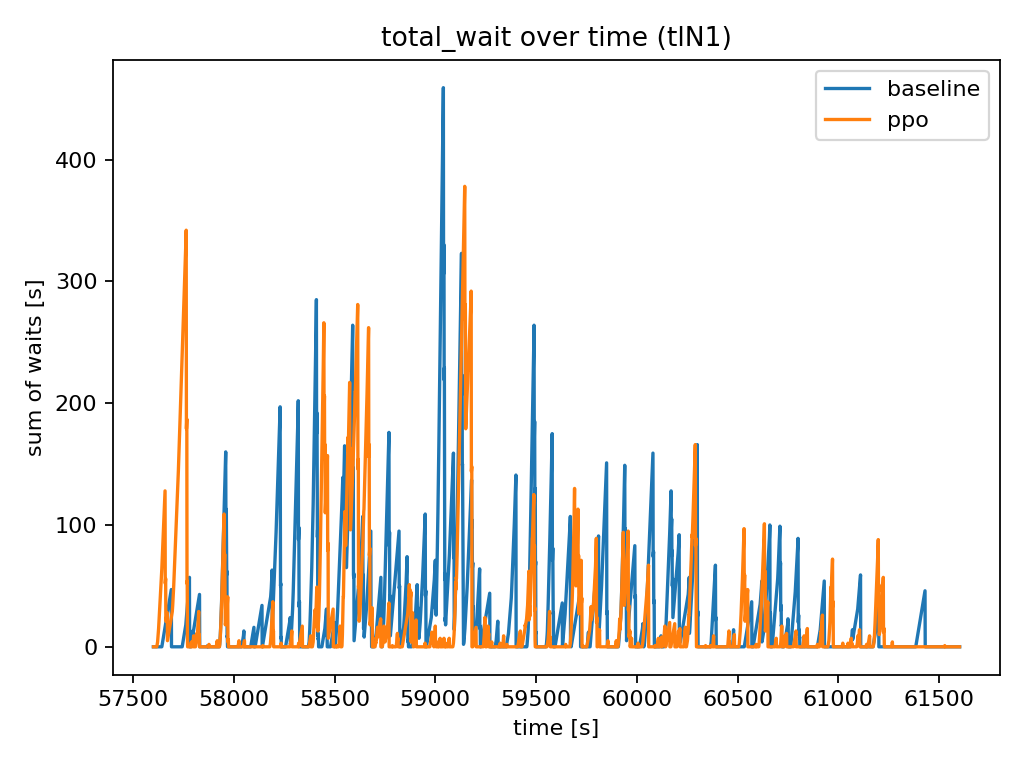 total_wait over time (tlN1)
baseline
ppo
sum of waits [s]
400
300
200
100
0
57500 58000 58500 59000 59500 60000 60500 61000 61500
time [s]